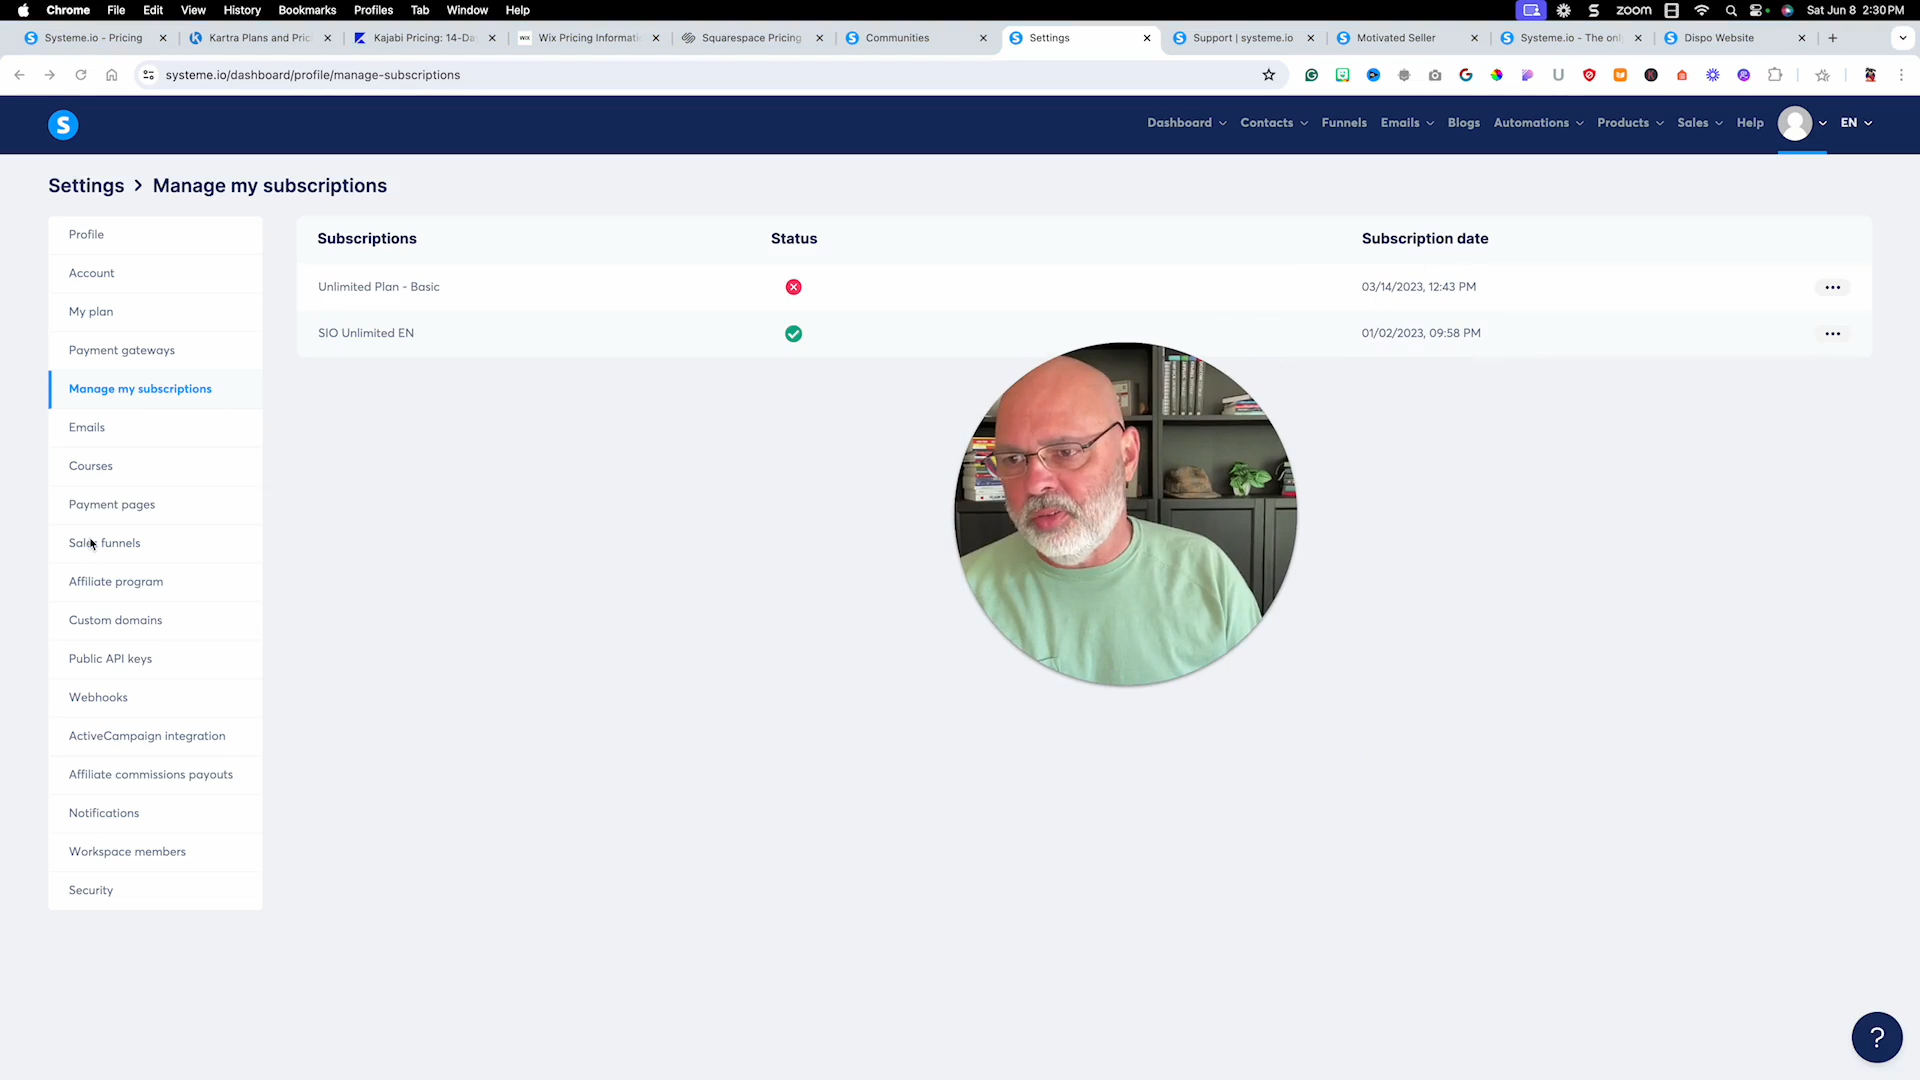 Chrome File Edit View History Bookmarks Profiles Tab Window Help
zoom Sat Jun 8 2:30 PM
Systeme.io - Pricing
Kartra Plans and Pric
Kajabi Pricing: 14-Da
WIX Wix Pricing Informati
Squarespace Pricing
Communities
Settings
Support | systeme.io
Motivated Seller
Systeme.io - The onl
Dispo Website
systeme.io/dashboard/profile/manage-subscriptions
S Dashboard Contacts Funnels Emails Blogs Automations Products Sales Help EN
Settings > Manage my subscriptions
Profile
Account
My plan
Payment gateways
Manage my subscriptions
Emails
Courses
Payment pages
Sales funnels
Affiliate program
Custom domains
Public API keys
Webhooks
ActiveCampaign integration
Affiliate commissions payouts
Notifications
Workspace members
Security
Subscriptions Status Subscription date
Unlimited Plan - Basic 03/14/2023, 12:43 PM
SIO Unlimited EN 01/02/2023, 09:58 PM
?